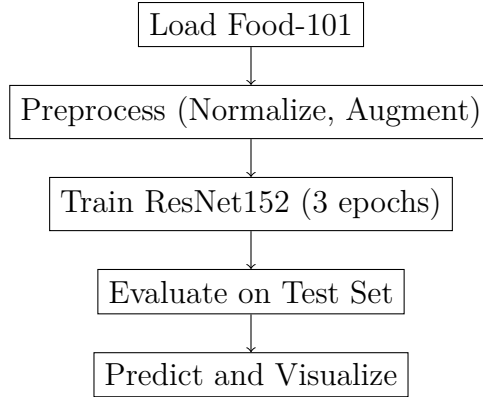 Load Food-101
Preprocess (Normalize, Augment)
Train ResNet152 (3 epochs)
Evaluate on Test Set
Predict and Visualize